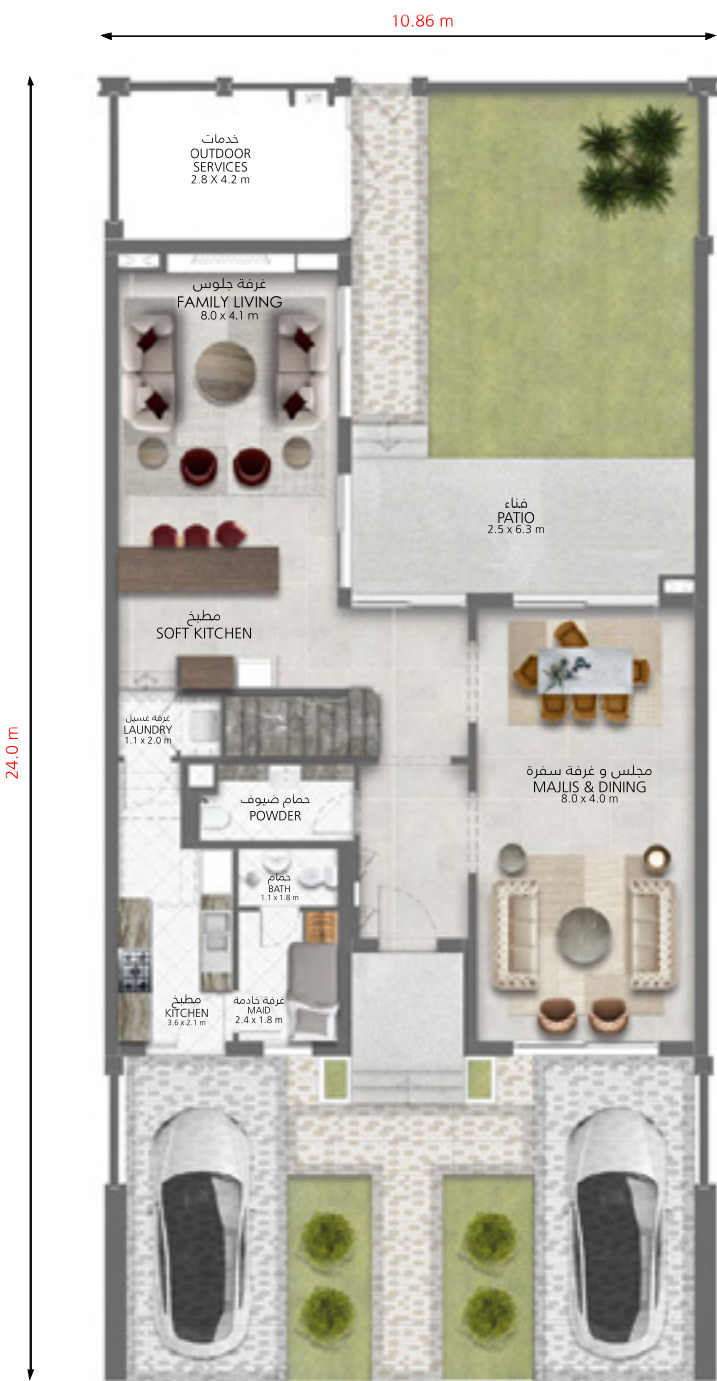 10.86 m
خدمات
OUTDOOR
SERVICES
2.8 X 4.2 m
غرفة جلوس
FAMILY LIVING
8.0 x 4.1 m
فناء
PATIO
2.5 x 6.3 m
مطبخ
SOFT KITCHEN
24.0 m
غرفة غسيل
LAUNDRY
1.1 x 2.0 m
مجلس و غرفة سفرة
MAJLIS & DINING
8.0 x 4.0 m
حمام ضيوف
POWDER
حمام
BATH
1.1 x 1.8 m
مطبخ
KITCHEN
3.6 x 2.1 m
غرفة خادمة
MAID
2.4 x 1.8 m